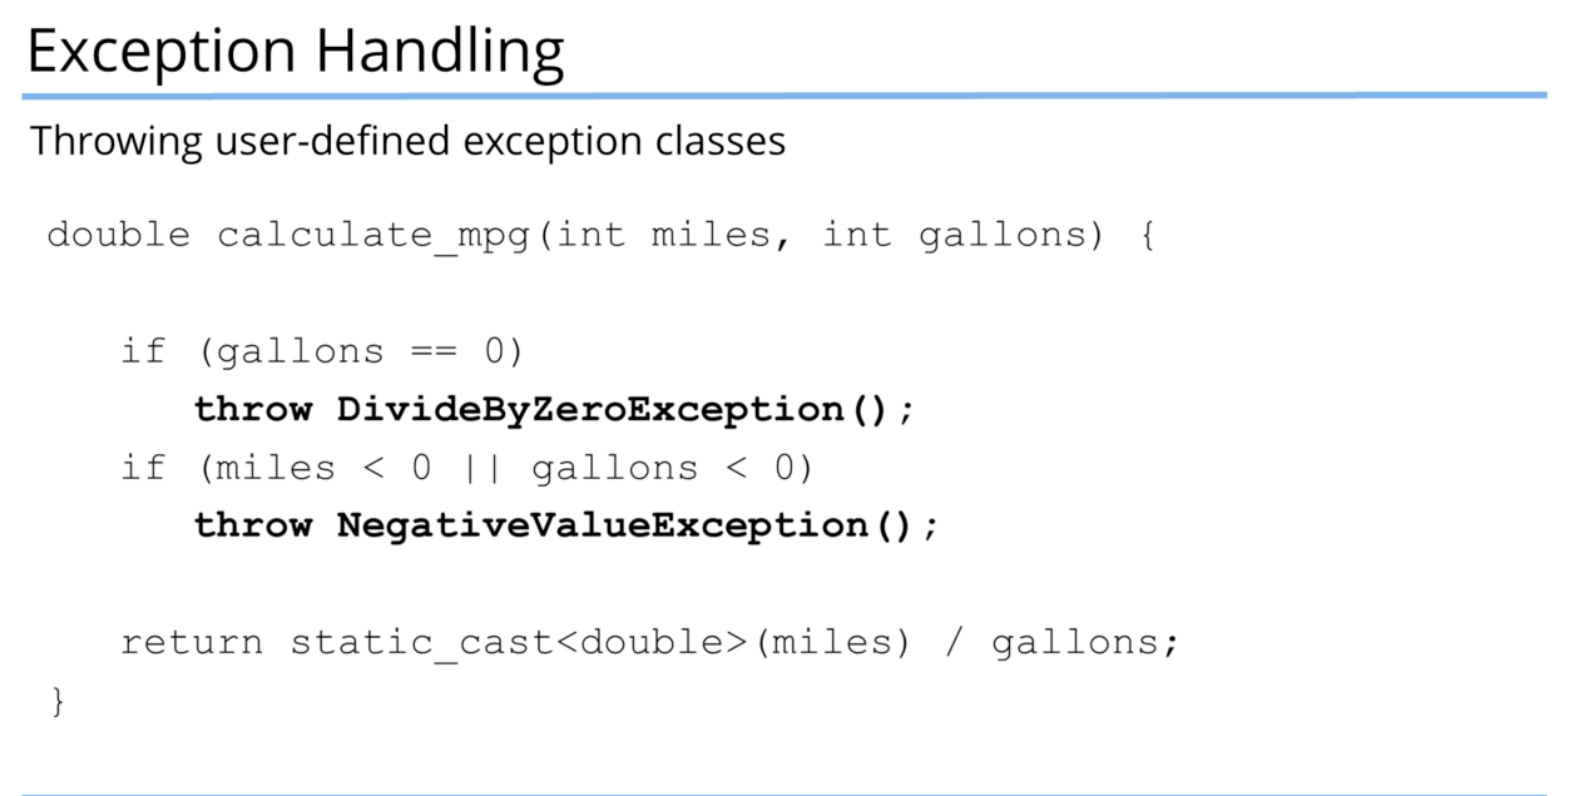 Exception Handling
Throwing user-defined exception classes
double calculate_mpg(int miles, int gallons) {
if (gallons == 0)
throw DivideByZeroException();
if (miles < 0 || gallons < 0)
throw NegativeValueException();
return static_cast<double>(miles) / gallons;
}